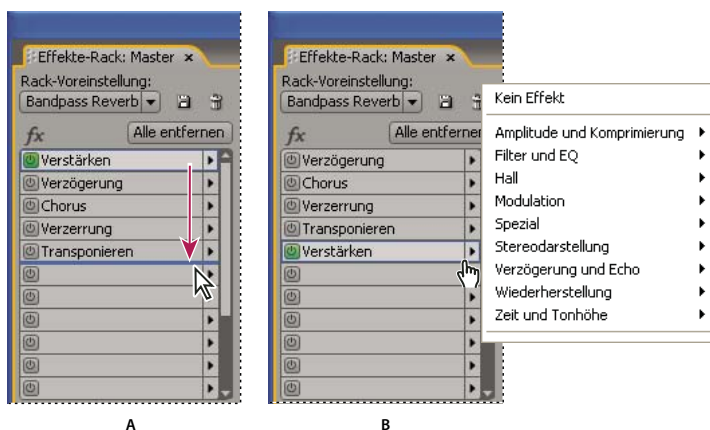 Effekte-Rack: Master ×
Rack-Voreinstellung:
Bandpass Reverb
fx
Alle entfernen
Verstärken
Verzögerung
Chorus
Verzerrung
Transponieren
A
Effekte-Rack: Master ×
Rack-Voreinstellung:
Bandpass Reverb
fx
Alle entferner
Verzögerung
Chorus
Verzerrung
Transponieren
Verstärken
B
Kein Effekt
Amplitude und Komprimierung
Filter und EQ
Hall
Modulation
Spezial
Stereodarstellung
Verzögerung und Echo
Wiederherstellung
Zeit und Tonhöhe